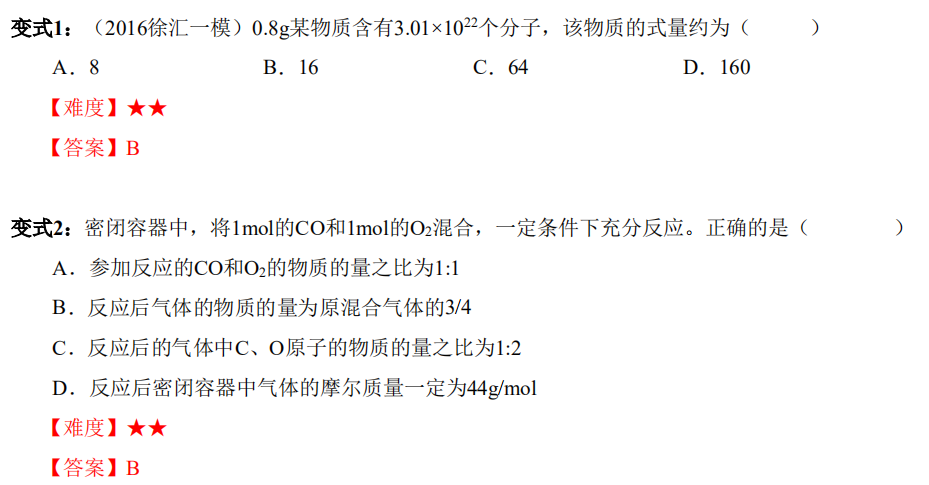 变式1：（2016徐汇一模）0.8g某物质含有3.01×10²²个分子，该物质的式量约为（　　）
A．8　　B．16　　C．64　　D．160
【难度】★★
【答案】B
变式2：密闭容器中，将1mol的CO和1mol的O₂混合，一定条件下充分反应。正确的是（　　）
A．参加反应的CO和O₂的物质的量之比为1:1
B．反应后气体的物质的量为原混合气体的3/4
C．反应后的气体中C、O原子的物质的量之比为1:2
D．反应后密闭容器中气体的摩尔质量一定为44g/mol
【难度】★★
【答案】B